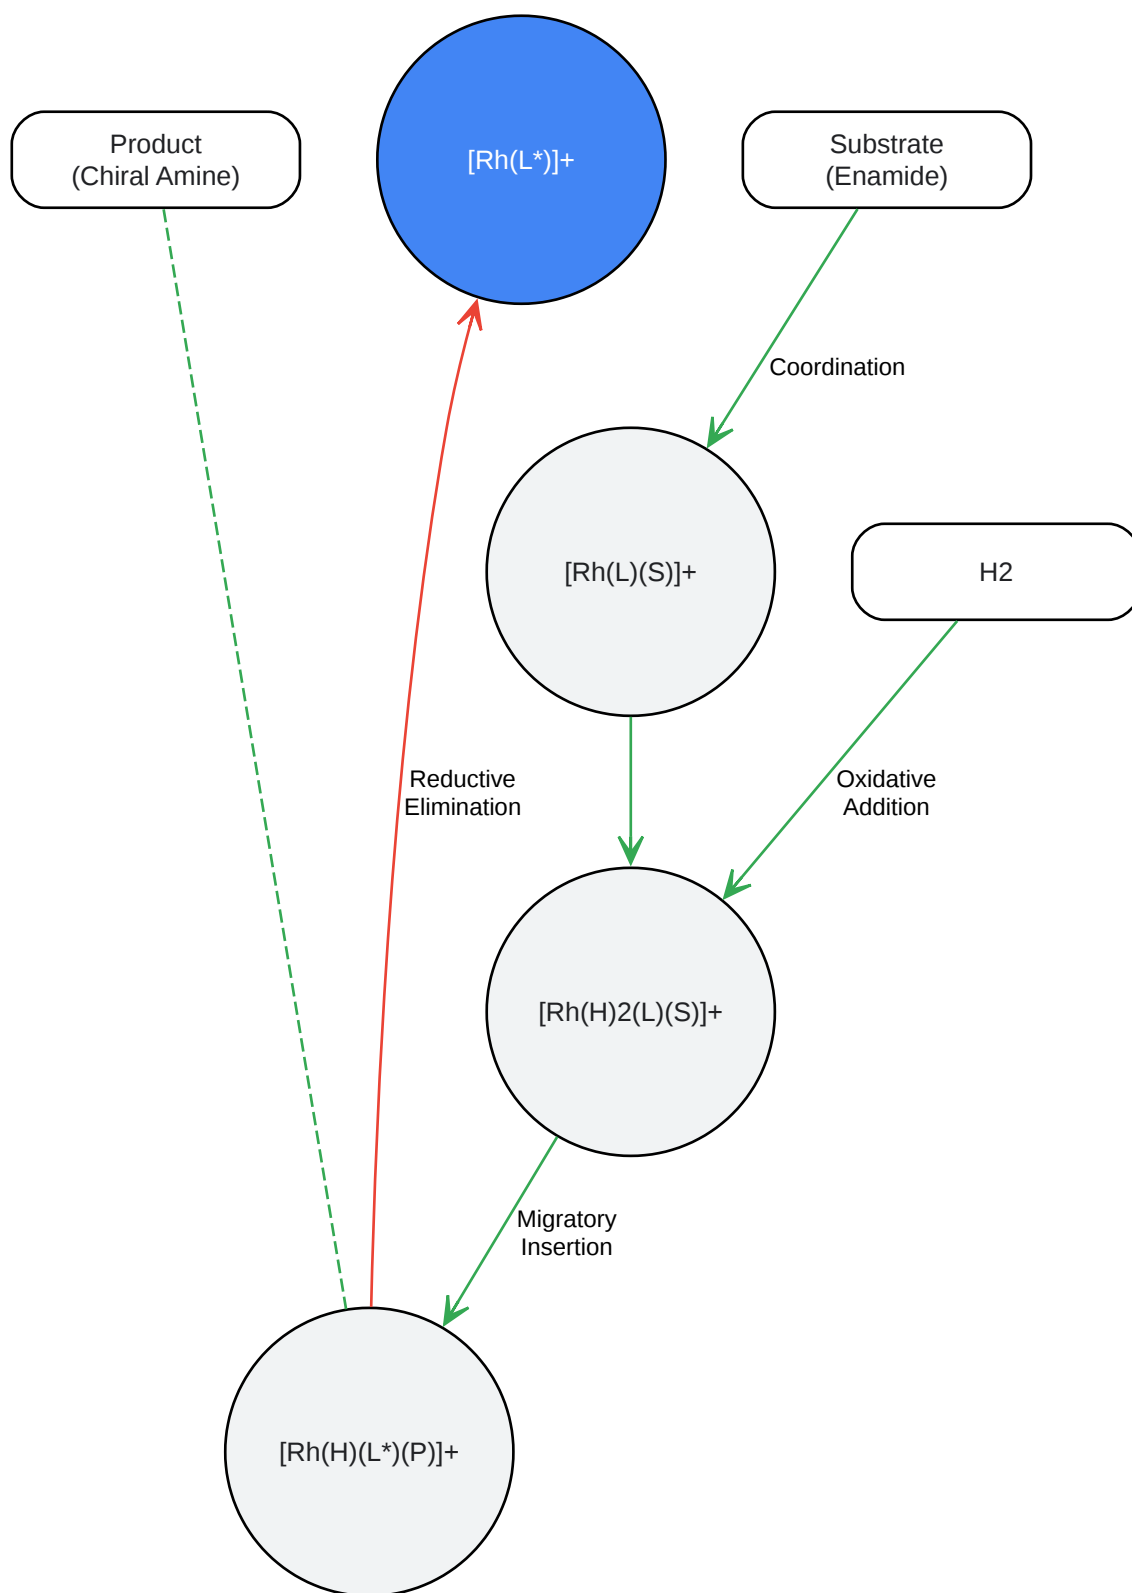 Product
(Chiral Amine)
[Rh(L*)]+
Substrate
(Enamide)
Coordination
[Rh(L)(S)]+
H2
Reductive
Elimination
Oxidative
Addition
[Rh(H)2(L)(S)]+
Migratory
Insertion
[Rh(H)(L*)(P)]+